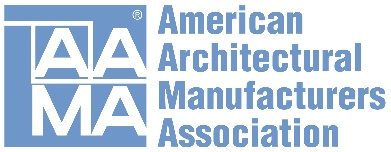 AA
MA
®
American
Architectural
Manufacturers
Association